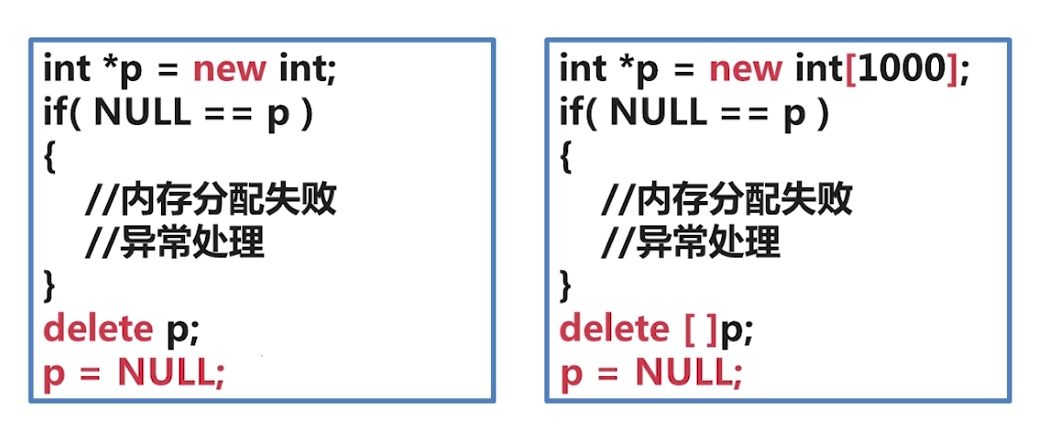 int *p = new int;
if( NULL == p )
{
//内存分配失败
//异常处理
}
delete p;
p = NULL;
int *p = new int[1000];
if( NULL == p )
{
//内存分配失败
//异常处理
}
delete [ ]p;
p = NULL;